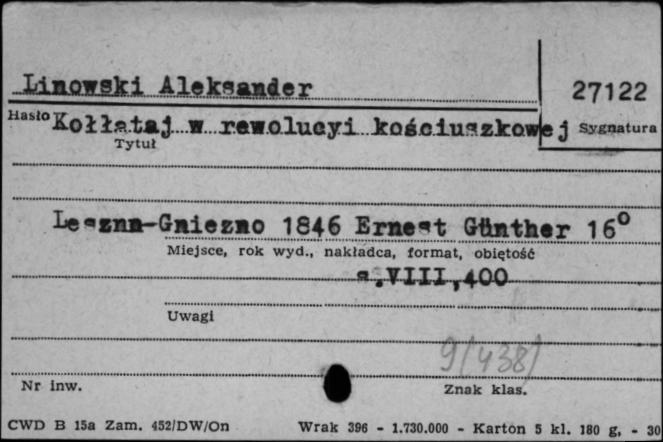 Linowski Aleksander
27122
Hasło Kołłataj w rewolucyi kościuszkowej Sygnatura
Tytuł
Leszno-Gniezno 1846 Ernest Günther 16°
Miejsce, rok wyd., nakładca, format, objętość
s.VIII,400
Uwagi
9(438)
Nr inw.
Znak klas.
CWD B 15a Zam. 452/DW/On Wrak 396 - 1.730.000 - Karton 5 kl. 180 g, - 30